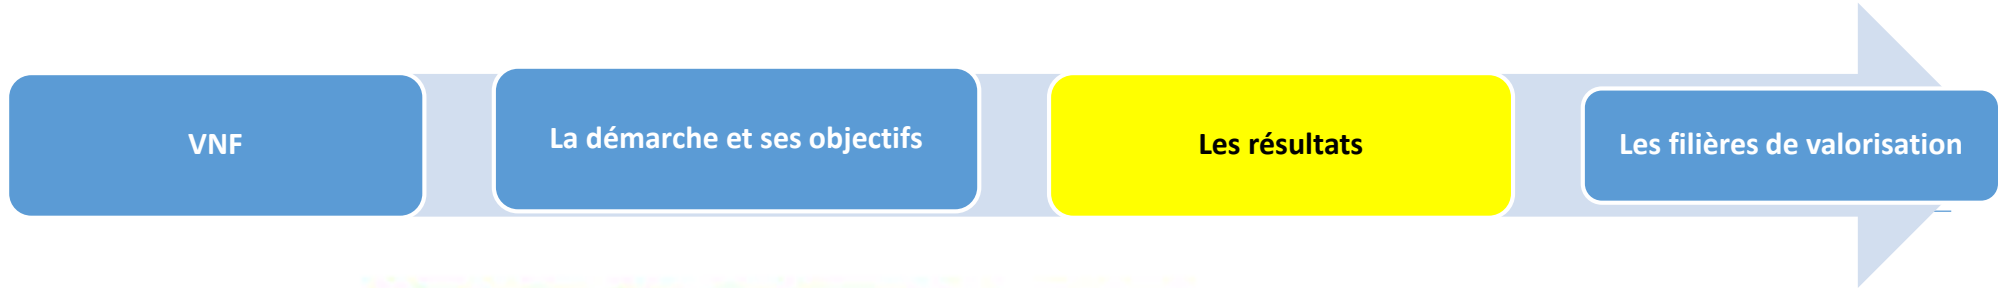 VNF
La démarche et ses objectifs
Les résultats
Les filières de valorisation